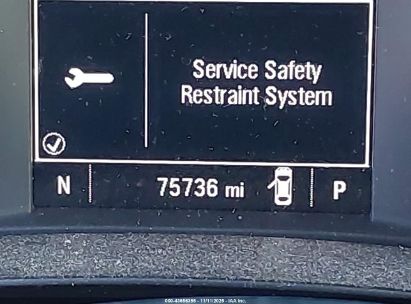 Service Safety
Restraint System
N 75736 mi P